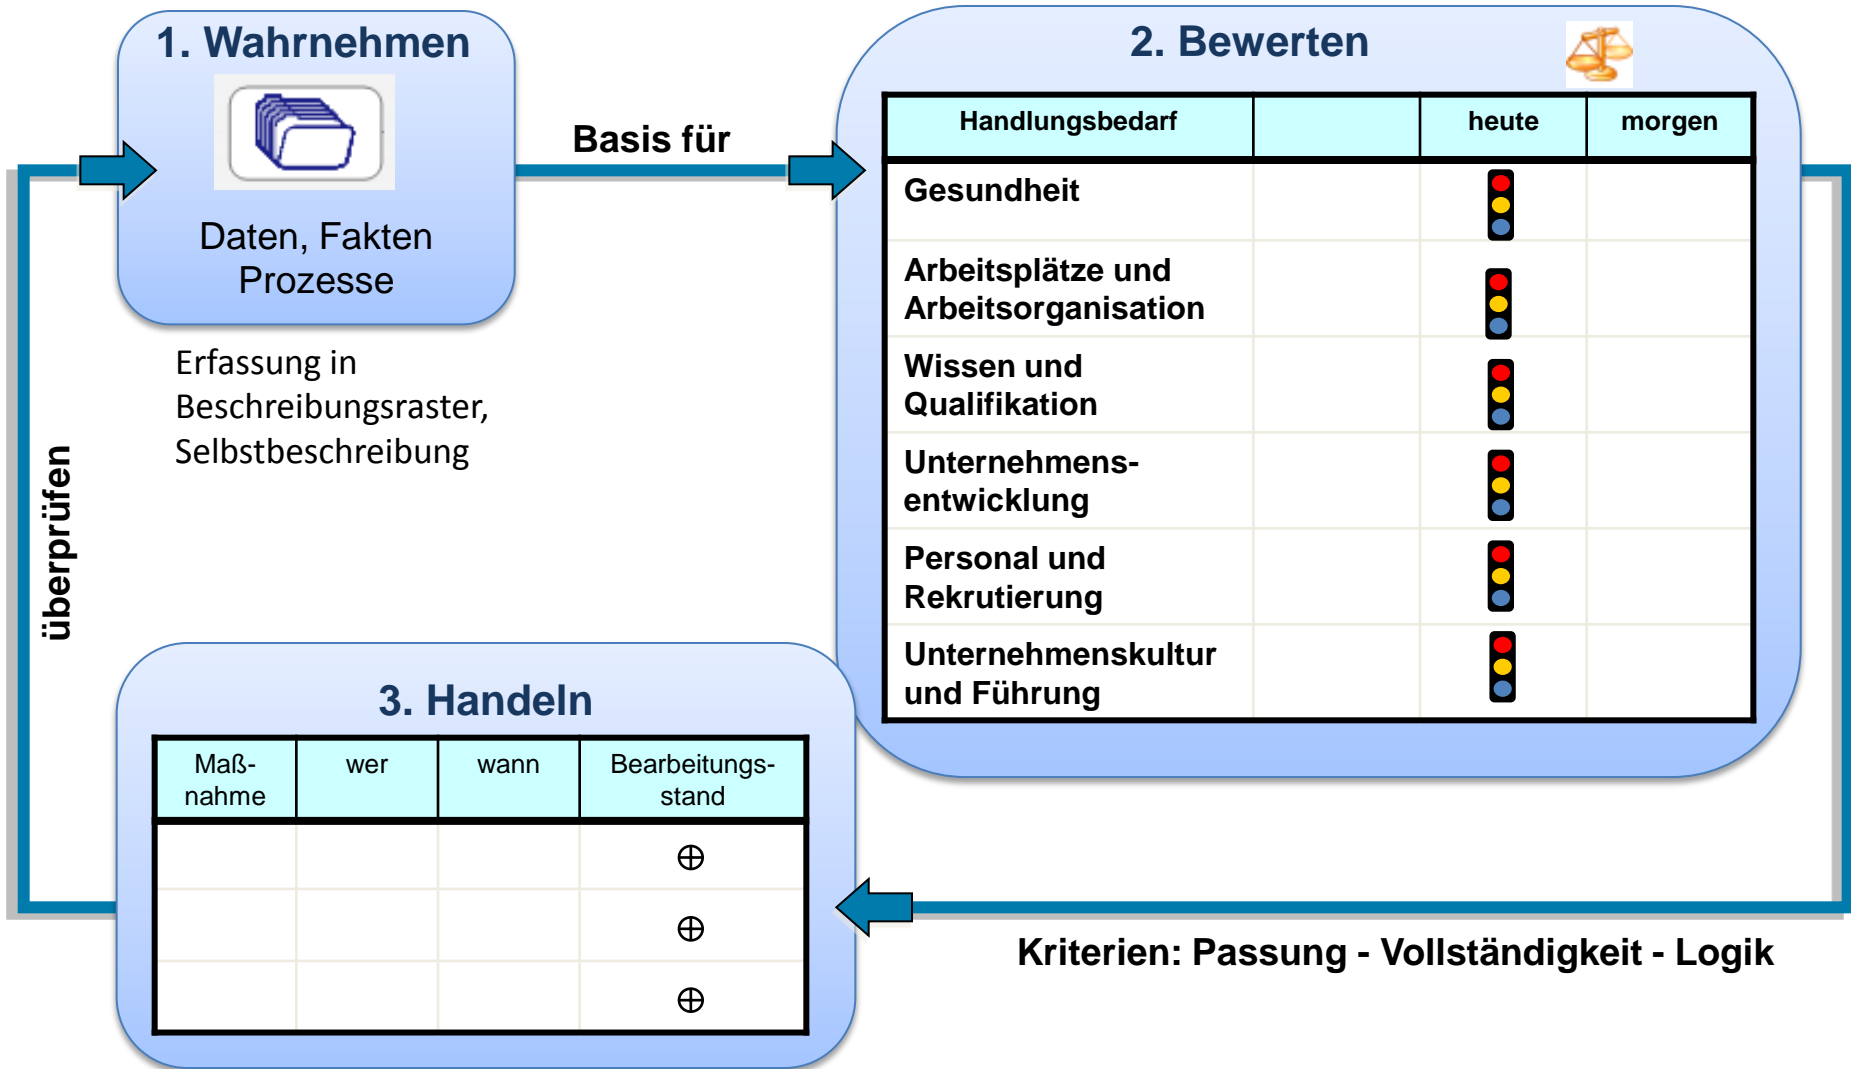 1. Wahrnehmen
Daten, Fakten
Prozesse
Erfassung in
Beschreibungsraster,
Selbstbeschreibung
Basis für
2. Bewerten
Handlungsbedarf heute morgen
Gesundheit
Arbeitsplätze und
Arbeitsorganisation
Wissen und
Qualifikation
Unternehmens-
entwicklung
Personal und
Rekrutierung
Unternehmenskultur
und Führung
Kriterien: Passung - Vollständigkeit - Logik
3. Handeln
Maß-
nahme
wer
wann
Bearbeitungs-
stand
überprüfen